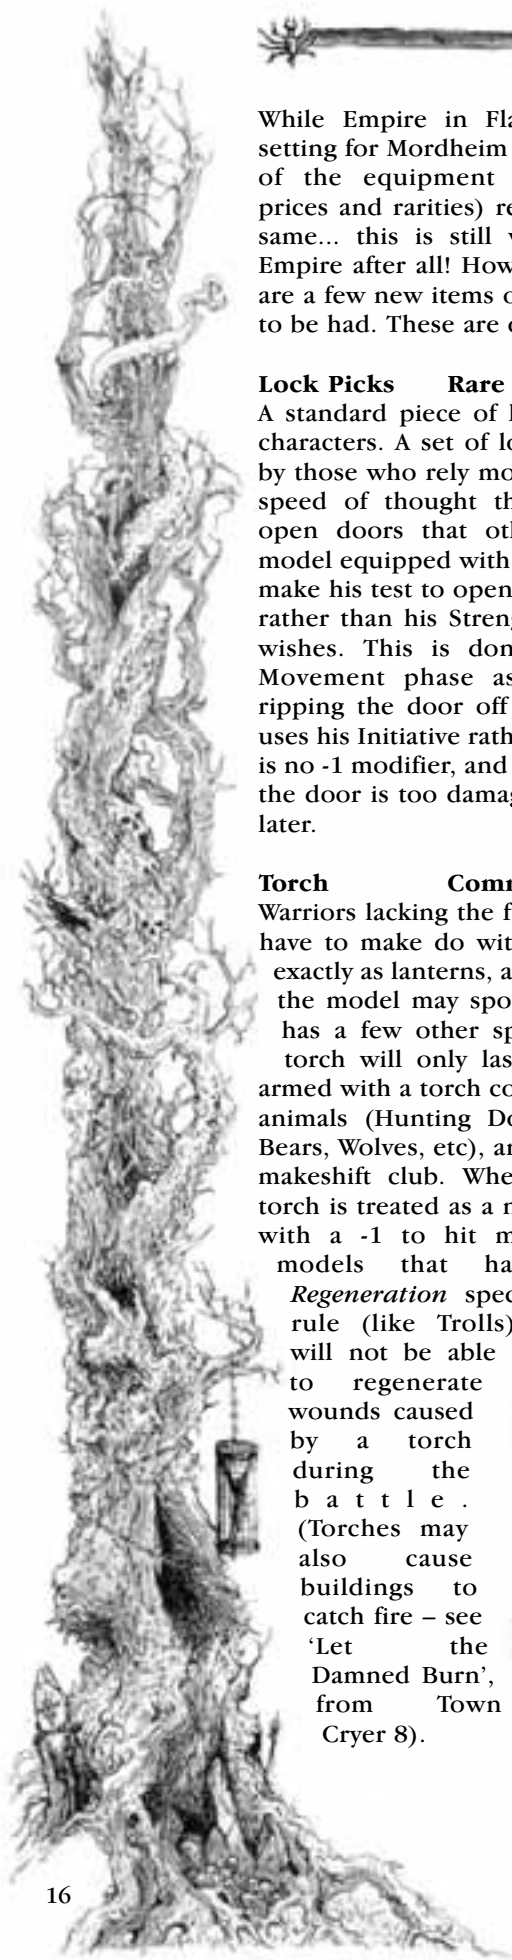 While Empire in Fla
setting for Mordheim
of the equipment
prices and rarities) re
same... this is still v
Empire after all! How
are a few new items o
to be had. These are d
Lock Picks Rare
A standard piece of
characters. A set of lo
by those who rely mo
speed of thought th
open doors that oth
model equipped with
make his test to open
rather than his Streng
wishes. This is don
Movement phase as
ripping the door off
uses his Initiative rath
is no -1 modifier, and
the door is too damag
later.
Torch Comm
Warriors lacking the f
have to make do wit
exactly as lanterns, a
the model may spo
has a few other sp
torch will only las
armed with a torch co
animals (Hunting Do
Bears, Wolves, etc), an
makeshift club. Whe
torch is treated as a n
with a -1 to hit m
models that ha
Regeneration spec
rule (like Trolls)
will not be able
to regenerate
wounds caused
by a torch
during the
battle.
(Torches may
also cause
buildings to
catch fire – see
‘Let the
Damned Burn’,
from Town
Cryer 8).
16